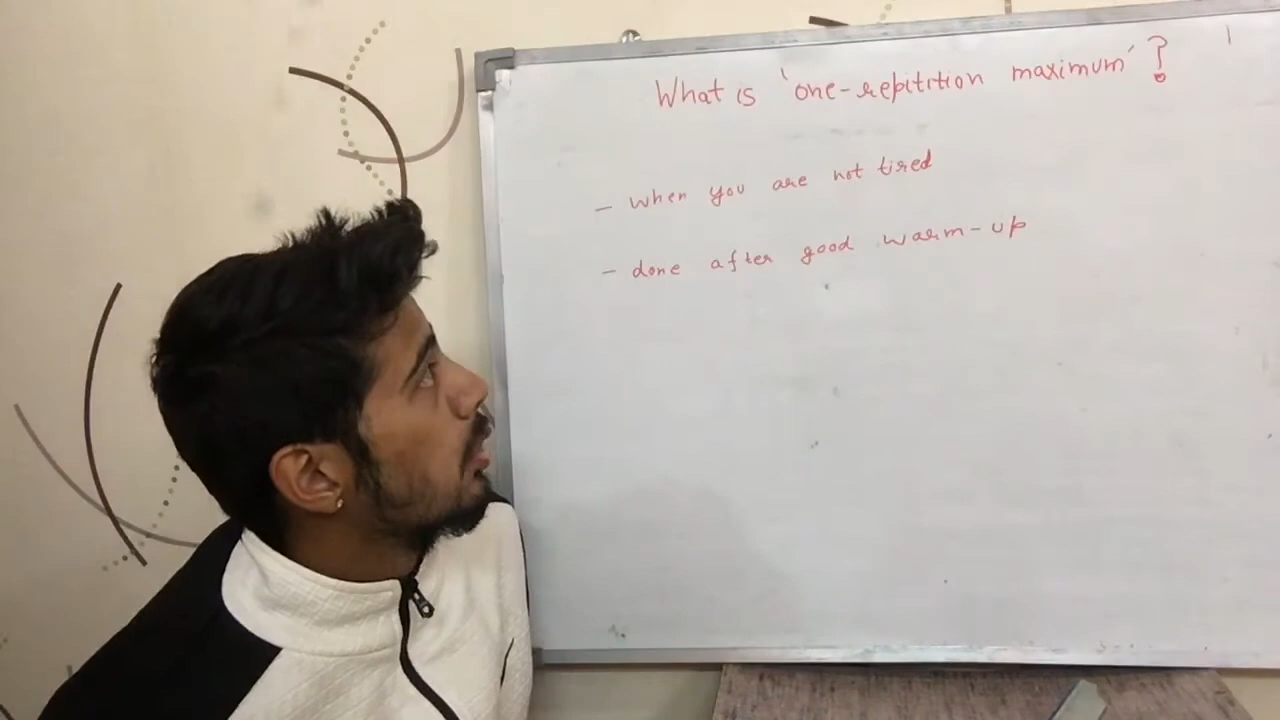 What is 'one-repitition maximum'?
- when you are not tired
- done after good warm-up